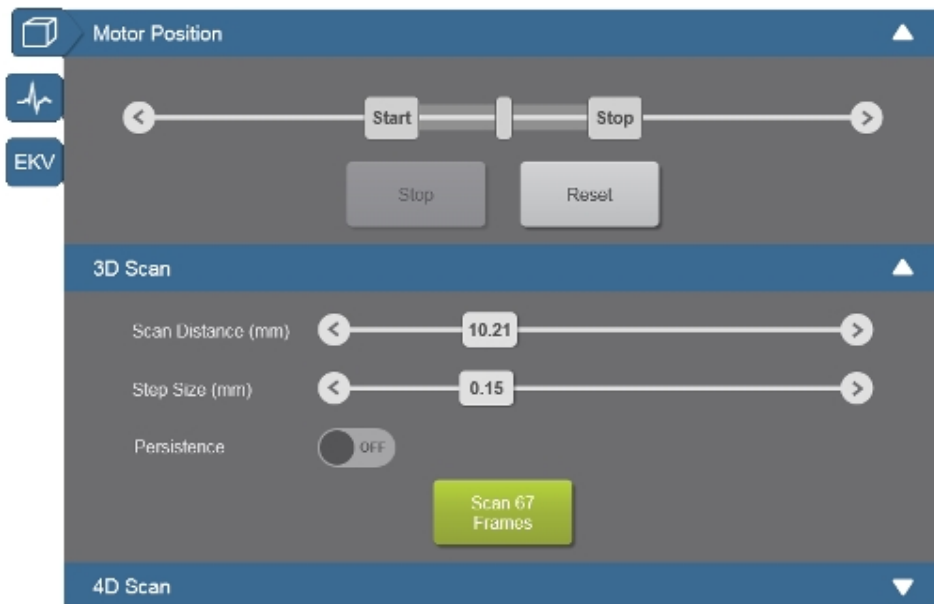 Motor Position
Start
Stop
EKV
Stop
Reset
3D Scan
Scan Distance (mm)
10.21
Step Size (mm)
0.15
Persistence
OFF
Scan 67
Frames
4D Scan